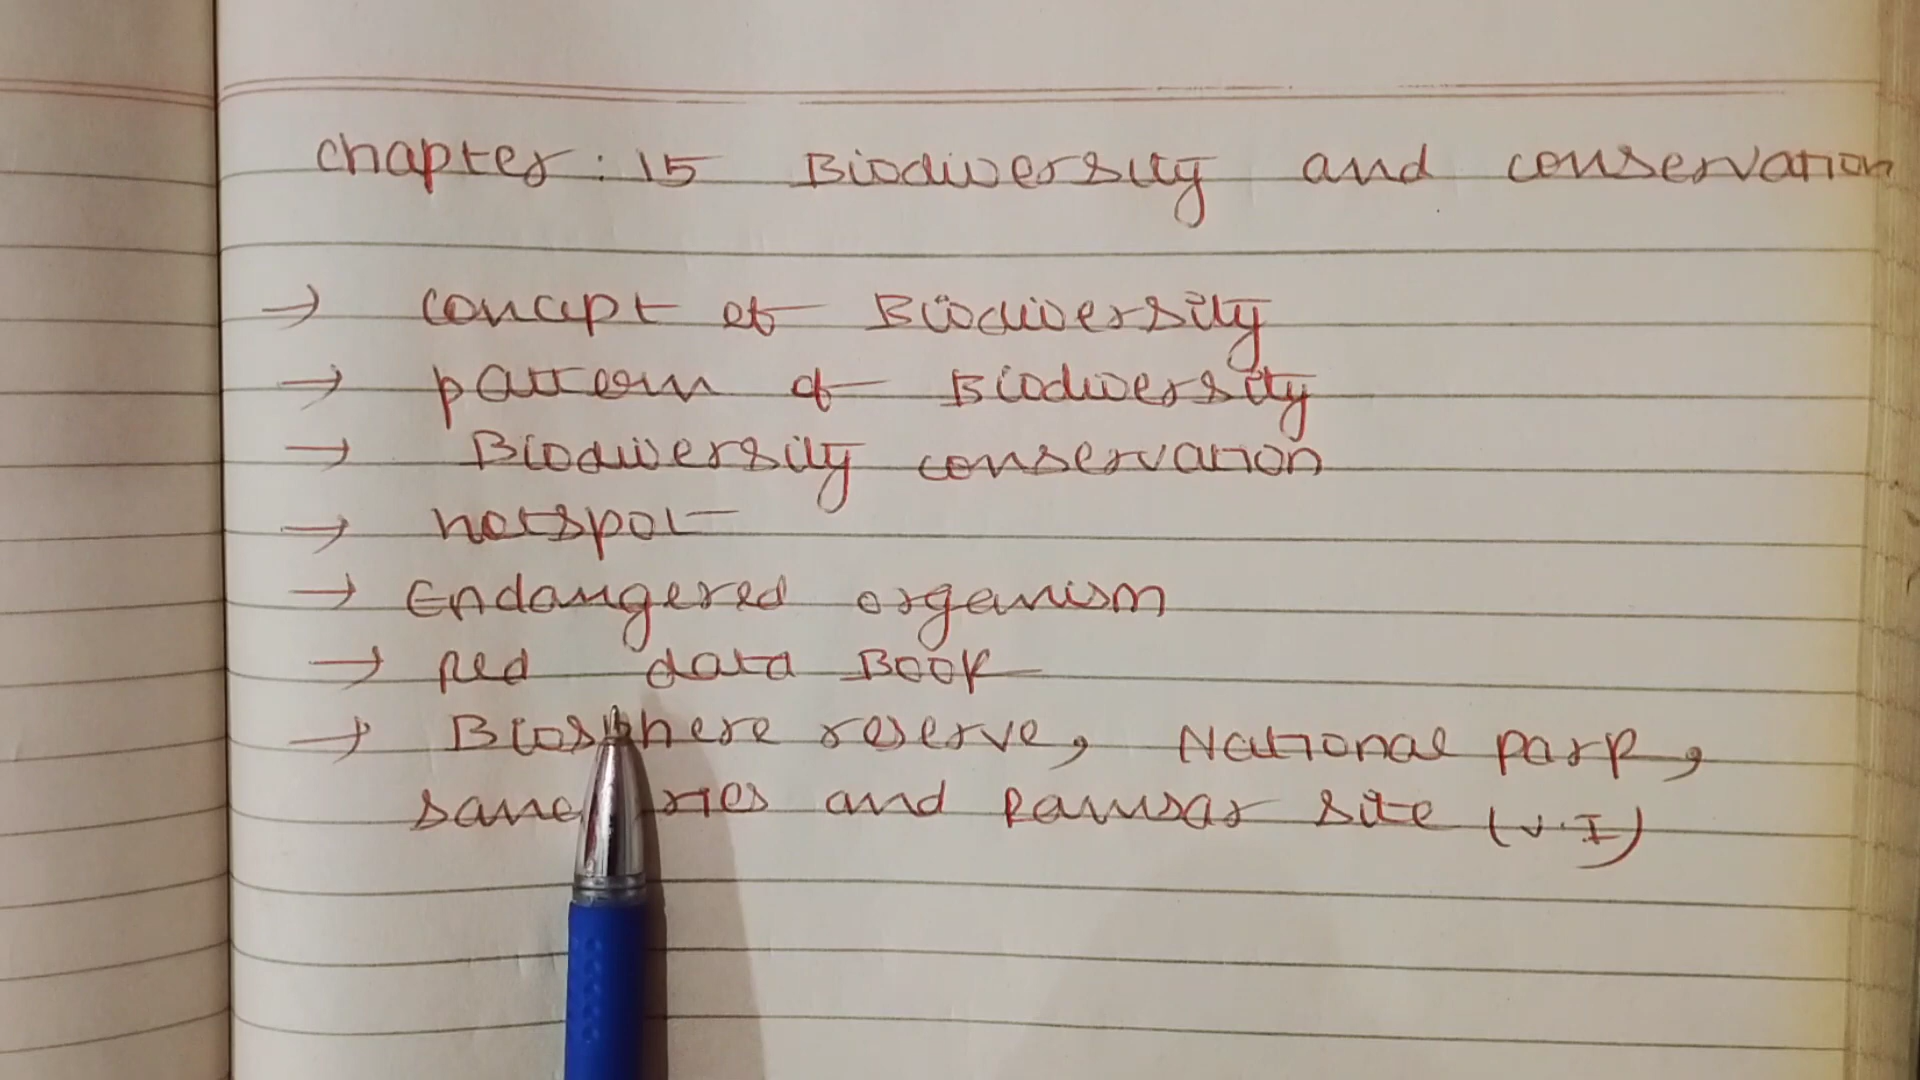 Chapter : 15 Biodiversity and conservation
→ concept of Biodiversity
→ pattern of Biodiversity
→ Biodiversity conservation
→ hotspot
→ Endangered organism
→ Red data Book
→ Biosphere reserve, National park,
and Ramsar site (V.I)